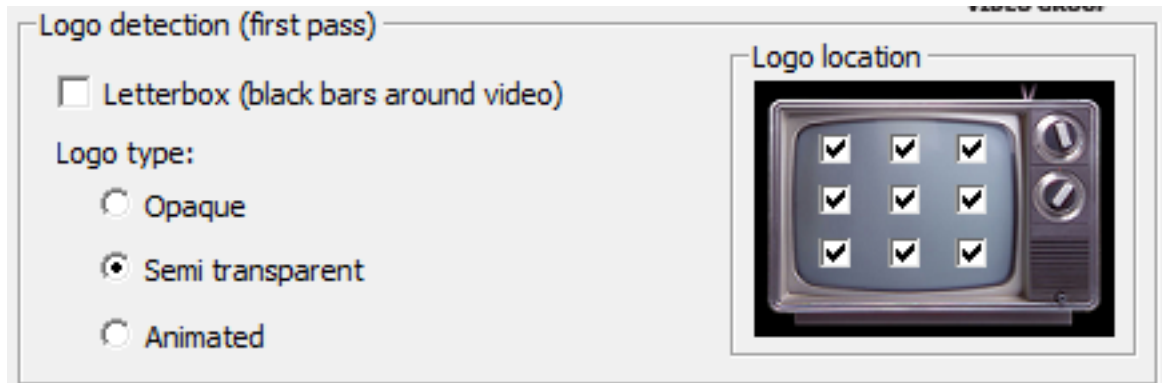 Logo detection (first pass)
Letterbox (black bars around video)
Logo type:
Opaque
Semi transparent
Animated
Logo location